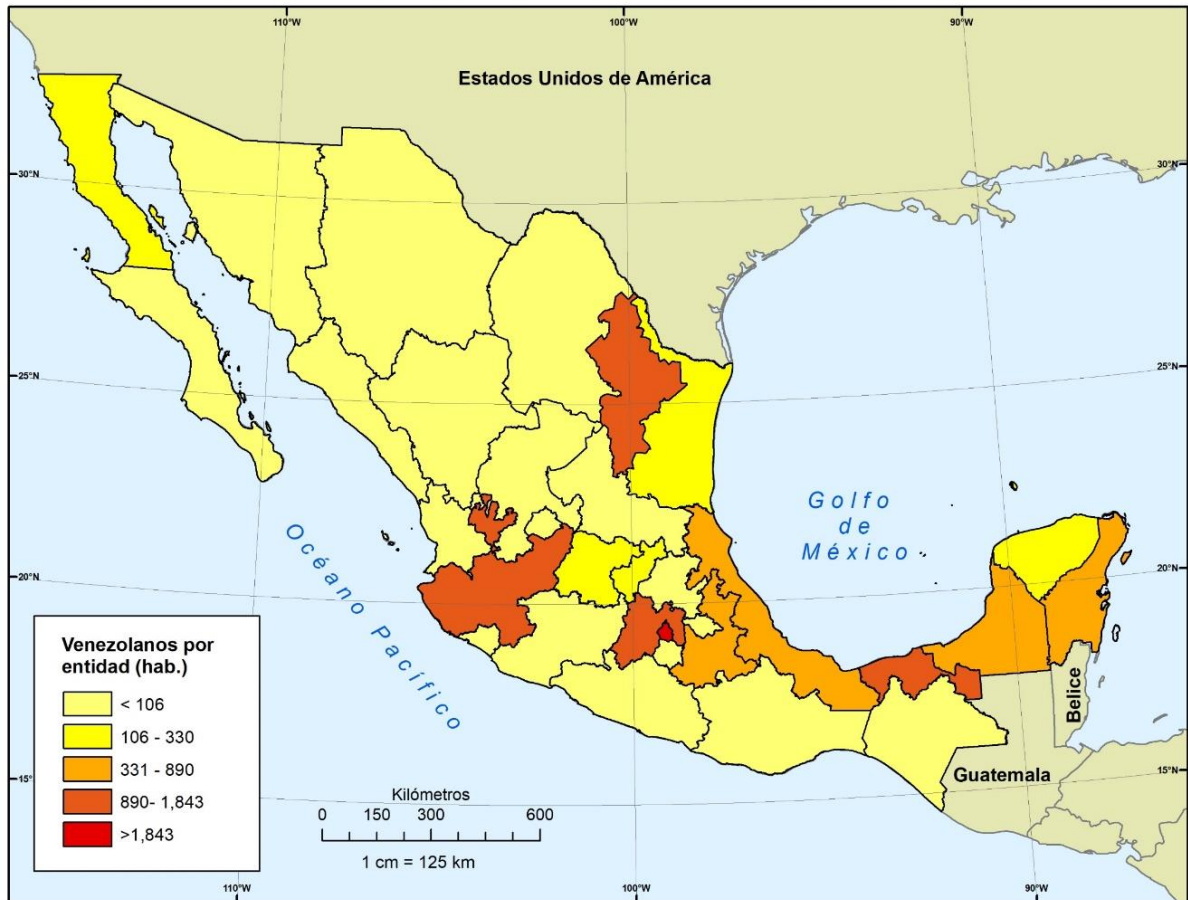 110°W
100°W
90°W
Estados Unidos de América
30°N
30°N
25°N
25°N
Golfo
de
México
Océano Pacífico
20°N
20°N
Venezolanos por
entidad (hab.)
< 106
106 - 330
331 - 890
890- 1,843
>1,843
Belice
Guatemala
15°N
15°N
Kilómetros
0 150 300 600
1 cm = 125 km
110°W
100°W
90°W